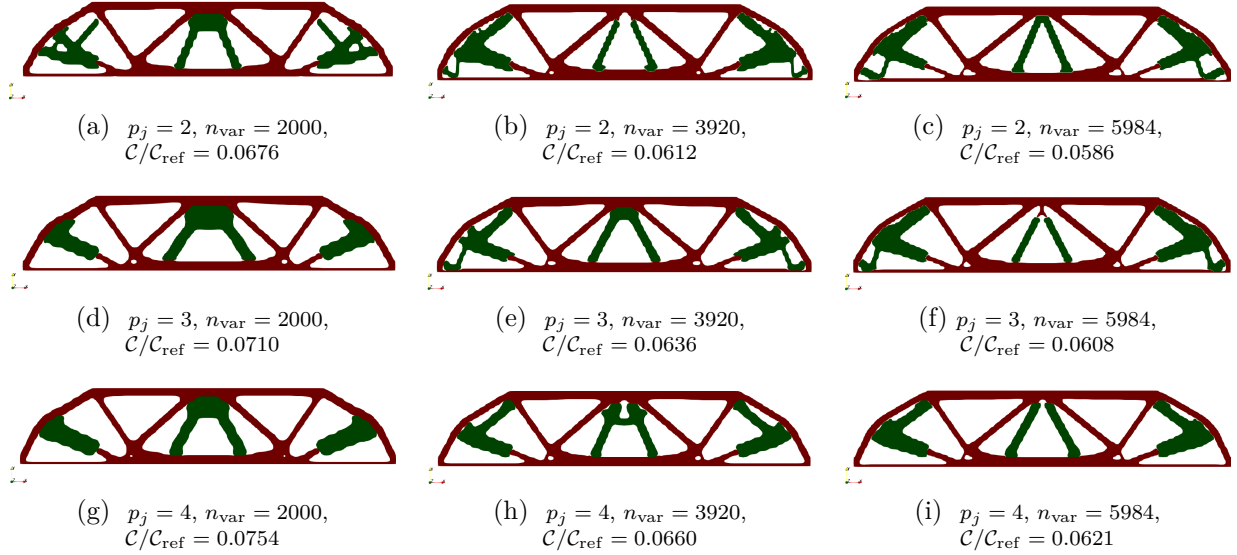 (a) p_j = 2, n_var = 2000,
C/C_ref = 0.0676
(b) p_j = 2, n_var = 3920,
C/C_ref = 0.0612
(c) p_j = 2, n_var = 5984,
C/C_ref = 0.0586
(d) p_j = 3, n_var = 2000,
C/C_ref = 0.0710
(e) p_j = 3, n_var = 3920,
C/C_ref = 0.0636
(f) p_j = 3, n_var = 5984,
C/C_ref = 0.0608
(g) p_j = 4, n_var = 2000,
C/C_ref = 0.0754
(h) p_j = 4, n_var = 3920,
C/C_ref = 0.0660
(i) p_j = 4, n_var = 5984,
C/C_ref = 0.0621